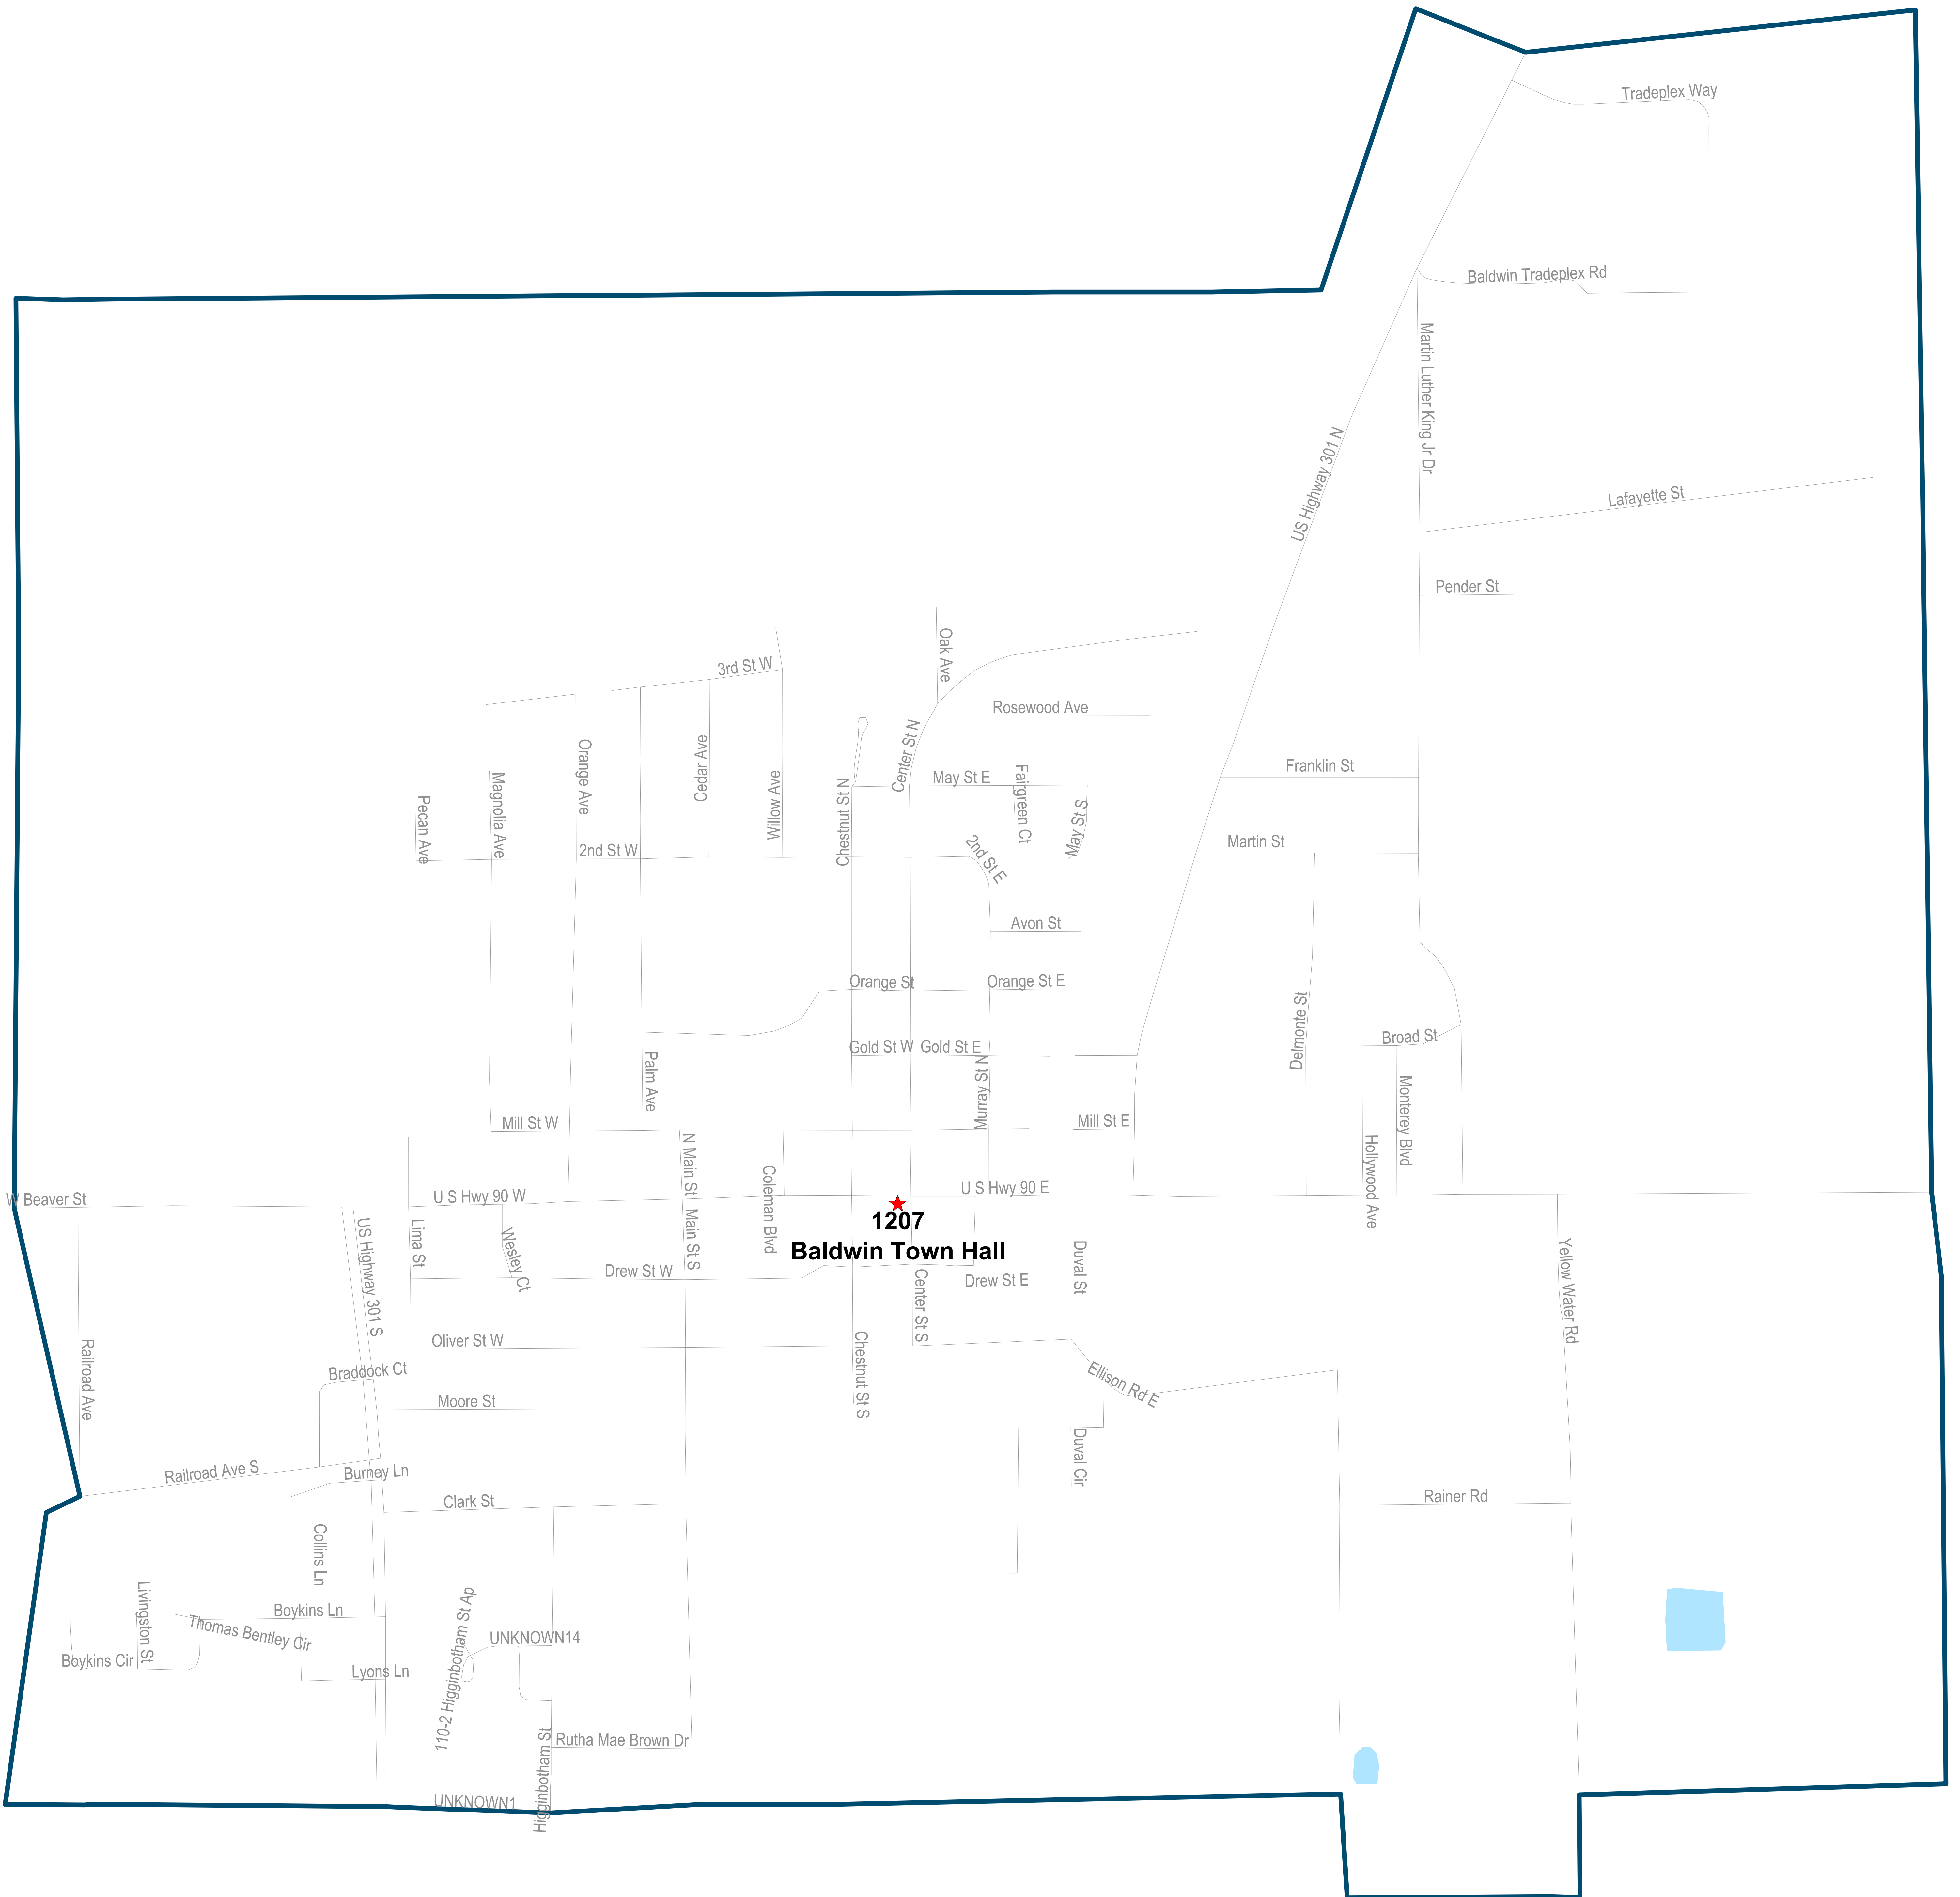 Tradeplex Way
Baldwin Tradeplex Rd
Martin Luther King Jr Dr
US Highway 301 N
Lafayette St
Pender St
Oak Ave
3rd St W
Rosewood Ave
Center St N
Orange Ave
Cedar Ave
Willow Ave
Chestnut St N
May St E
Fairgreen Ct
May St S
Franklin St
Pecan Ave
Magnolia Ave
2nd St W
2nd St E
Martin St
Avon St
Orange St
Orange St E
Delmonte St
Broad St
Gold St W
Gold St E
Palm Ave
Murray St N
Monterey Blvd
Mill St W
Mill St E
N Main St
Hollywood Ave
Coleman Blvd
W Beaver St
U S Hwy 90 W
U S Hwy 90 E
1207
Baldwin Town Hall
US Highway 301 S
Lima St
Wesley Ct
Main St S
Duval St
Yellow Water Rd
Drew St W
Drew St E
Center St S
Oliver St W
Chestnut St S
Railroad Ave
Braddock Ct
Ellison Rd E
Moore St
Duval Cir
Railroad Ave S
Burney Ln
Clark St
Rainer Rd
Collins Ln
Livingston St
Boykins Ln
Thomas Bentley Cir
Boykins Cir
Lyons Ln
110-2 Higginbotham St Ap
UNKNOWN14
Rutha Mae Brown Dr
Higginbotham St
UNKNOWN1